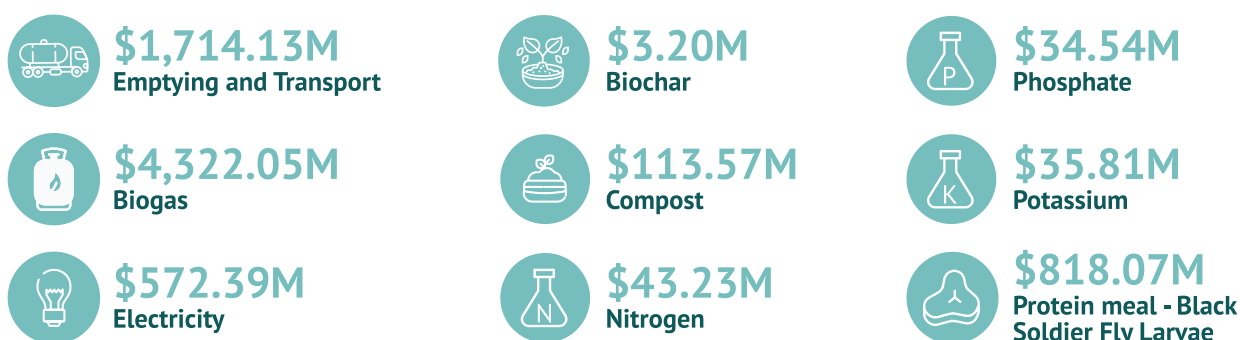 $1,714.13M
Emptying and Transport
$3.20M
Biochar
P
$34.54M
Phosphate
$4,322.05M
Biogas
$113.57M
Compost
K
$35.81M
Potassium
$572.39M
Electricity
N
$43.23M
Nitrogen
$818.07M
Protein meal - Black
Soldier Fly Larvae